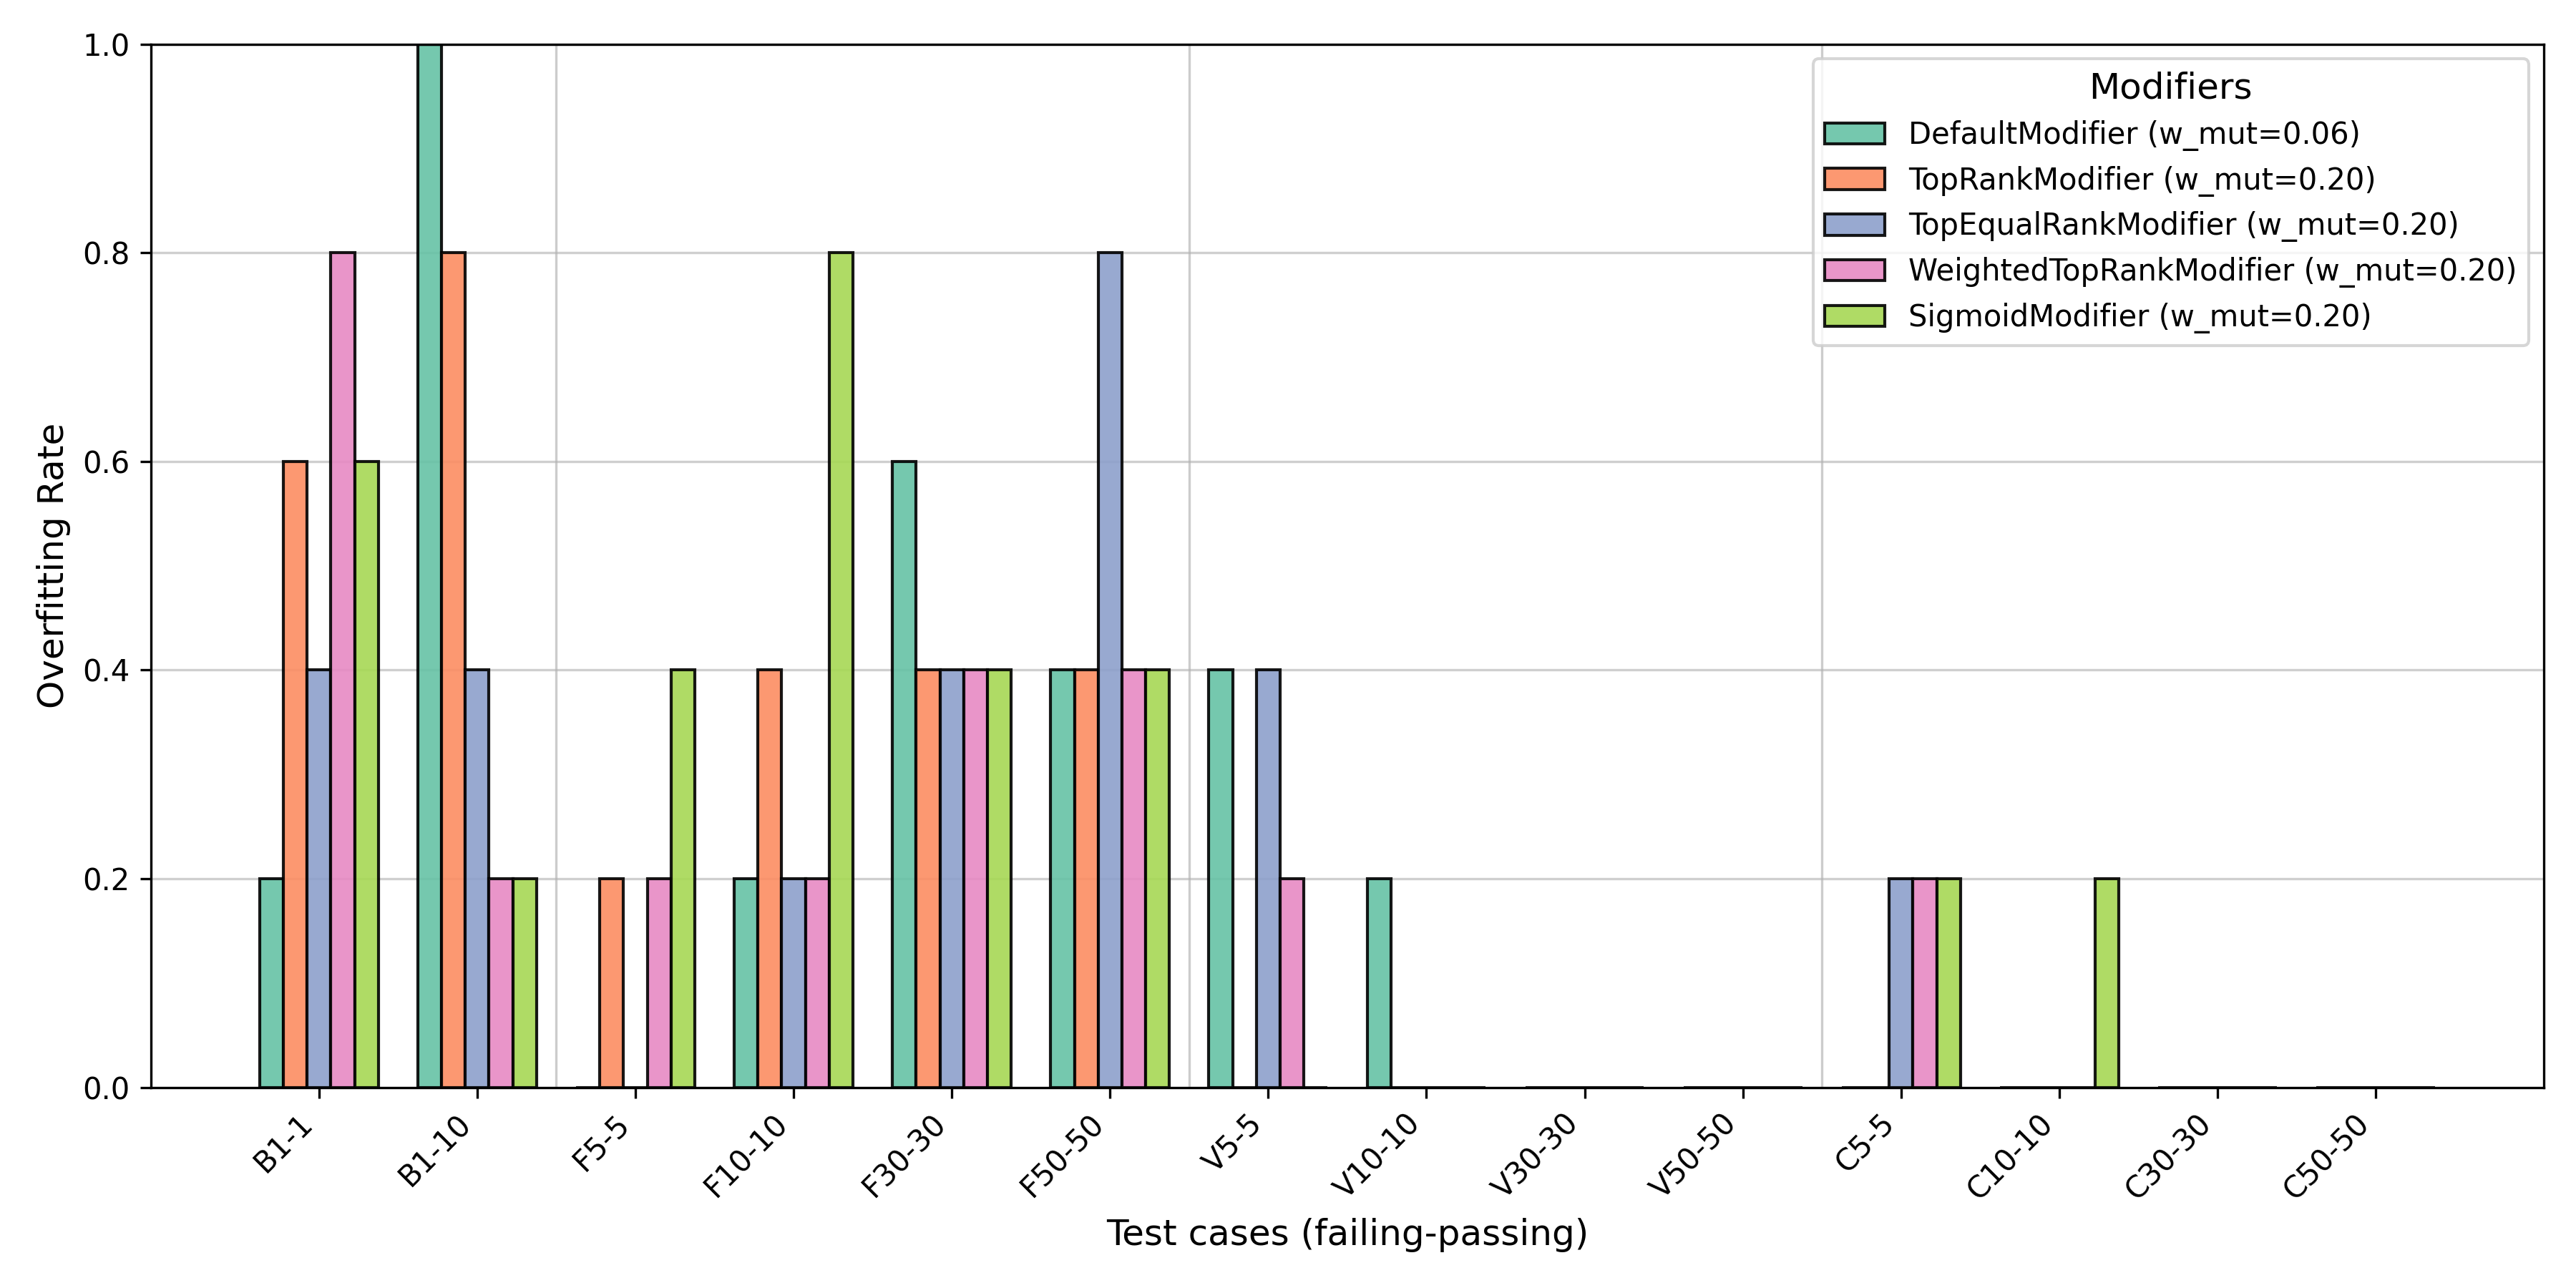 Modifiers
DefaultModifier (w_mut=0.06)
TopRankModifier (w_mut=0.20)
TopEqualRankModifier (w_mut=0.20)
WeightedTopRankModifier (w_mut=0.20)
SigmoidModifier (w_mut=0.20)
Overfitting Rate
1.0
0.8
0.6
0.4
0.2
0.0
B1-1
B1-10
F5-5
F10-10
F30-30
F50-50
V5-5
V10-10
V30-30
V50-50
C5-5
C10-10
C30-30
C50-50
Test cases (failing-passing)